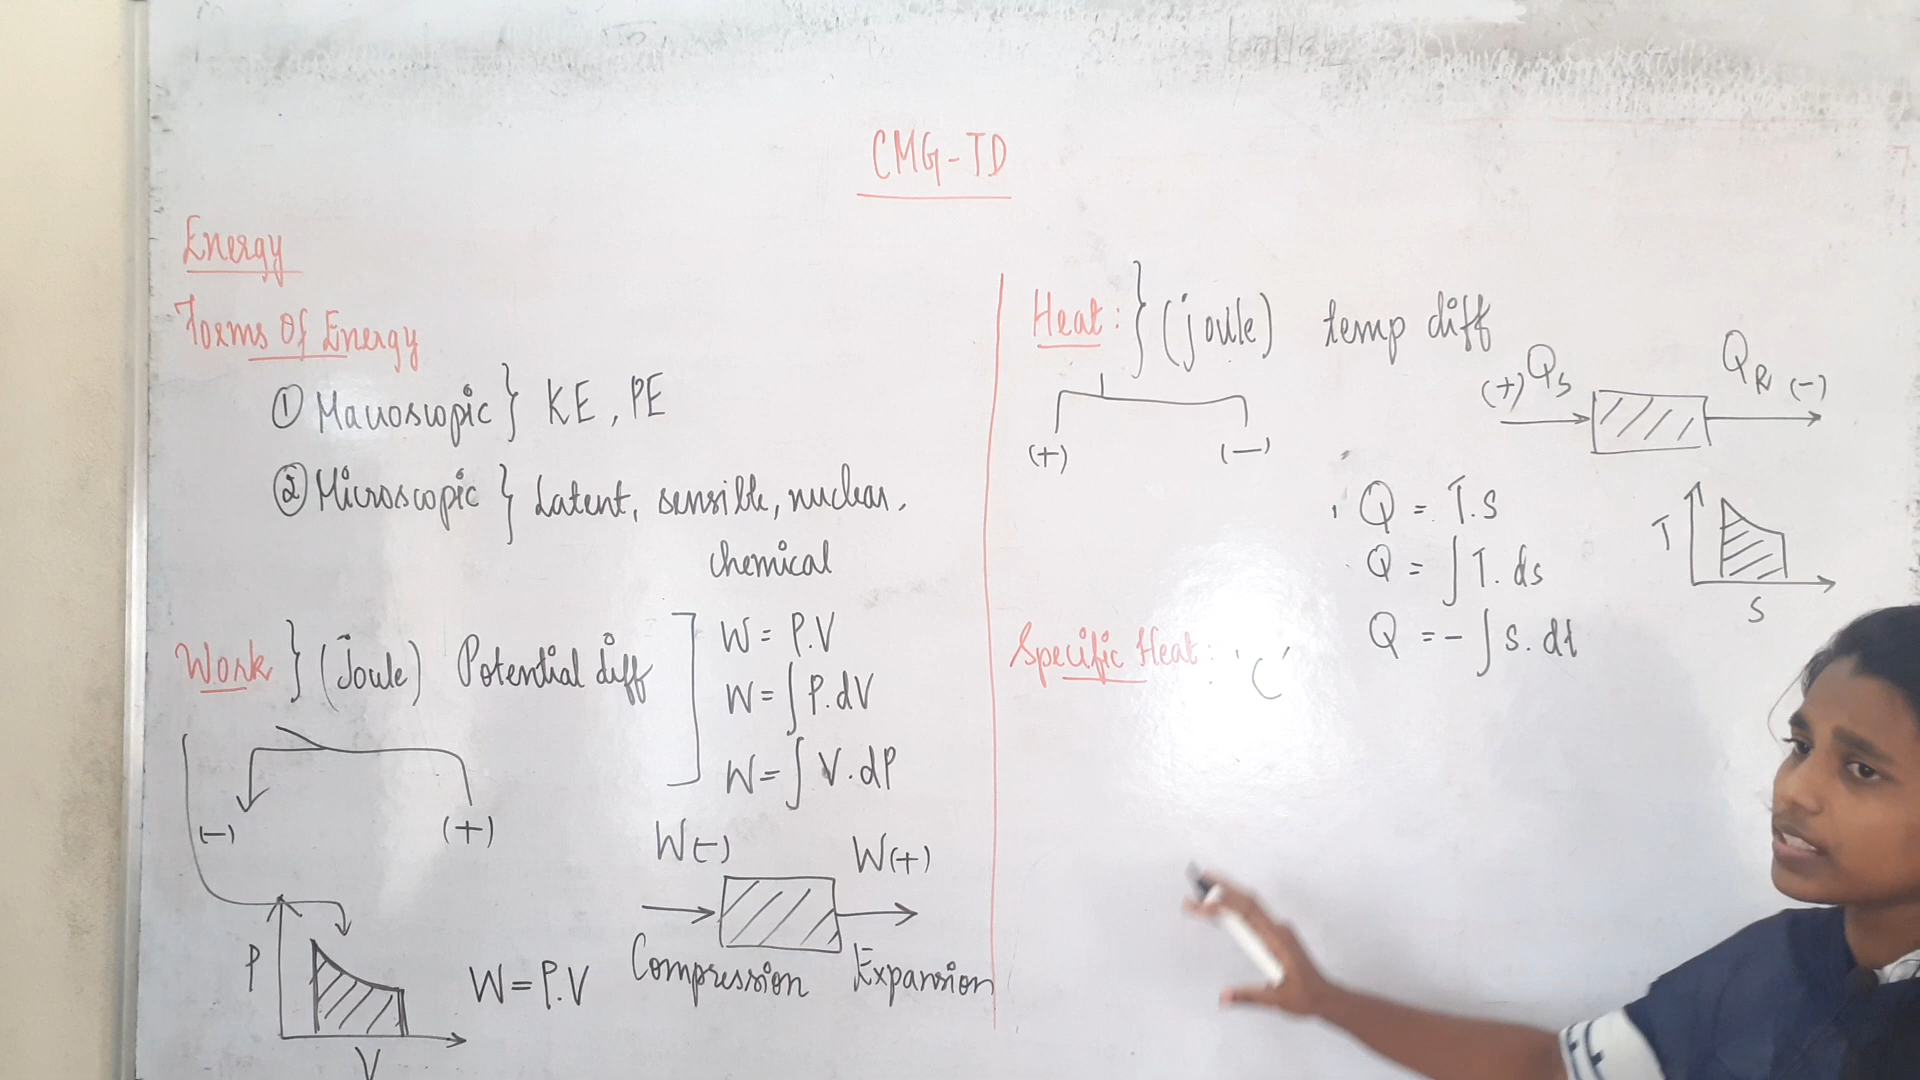 CMG-TD
Energy
Forms Of Energy
① Macroscopic } KE, PE
② Microscopic } Latent, sensible, nuclear,
chemical
Work } (joule) Potential diff
W = P.V
W = ∫ P.dV
W = ∫ V.dP
(-) (+)
W(-) W(+)
Compression Expansion
P
V
W = P.V
Heat: } (joule) temp diff
(+) (-)
(+) QS QR (-)
Q = T.S
Q = ∫ T.ds
Q = - ∫ S.dt
T
S
Specific Heat: 'C'